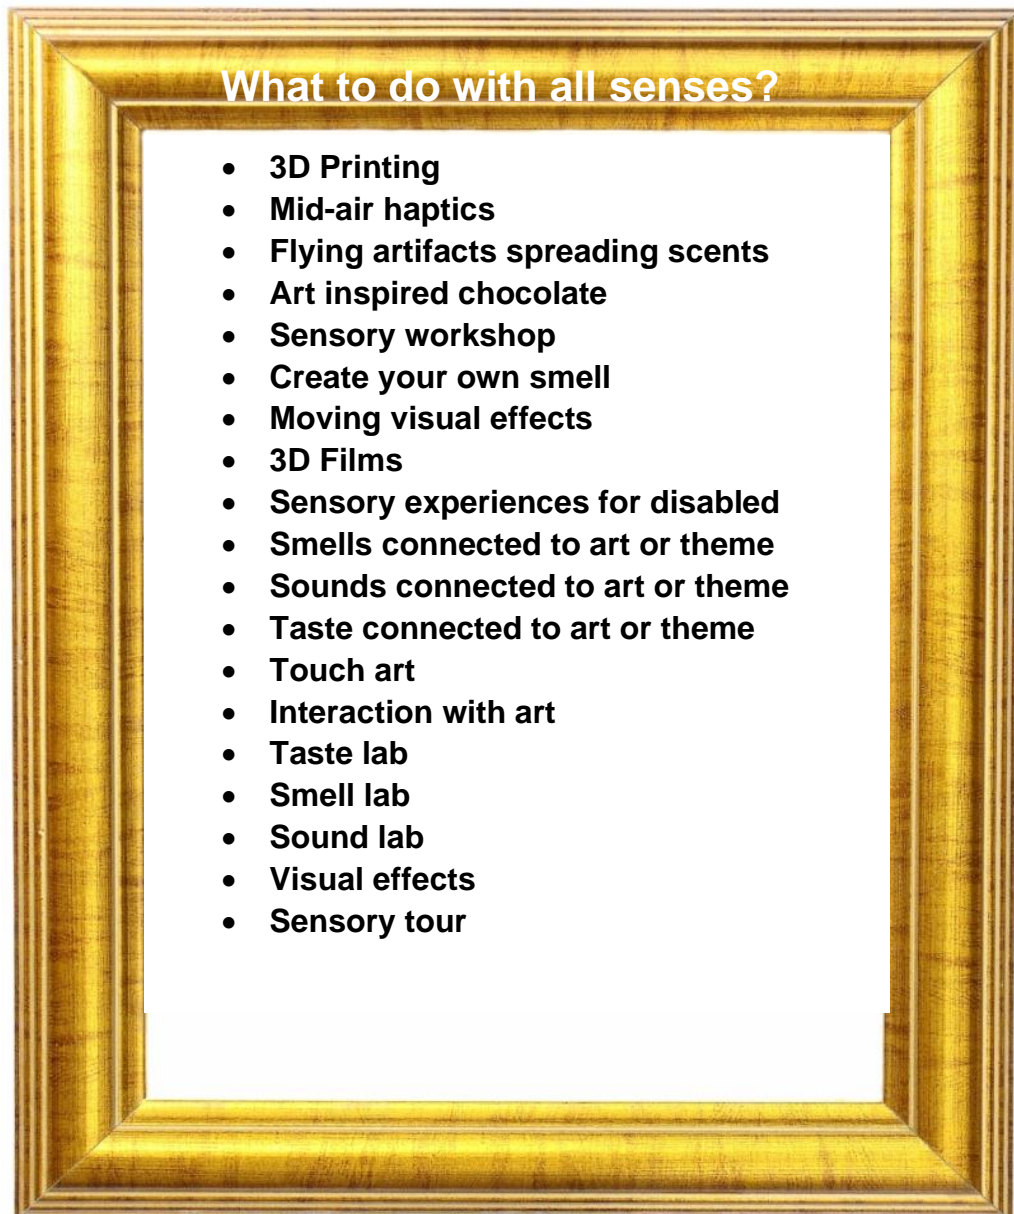 What to do with all senses?
• 3D Printing
• Mid-air haptics
• Flying artifacts spreading scents
• Art inspired chocolate
• Sensory workshop
• Create your own smell
• Moving visual effects
• 3D Films
• Sensory experiences for disabled
• Smells connected to art or theme
• Sounds connected to art or theme
• Taste connected to art or theme
• Touch art
• Interaction with art
• Taste lab
• Smell lab
• Sound lab
• Visual effects
• Sensory tour